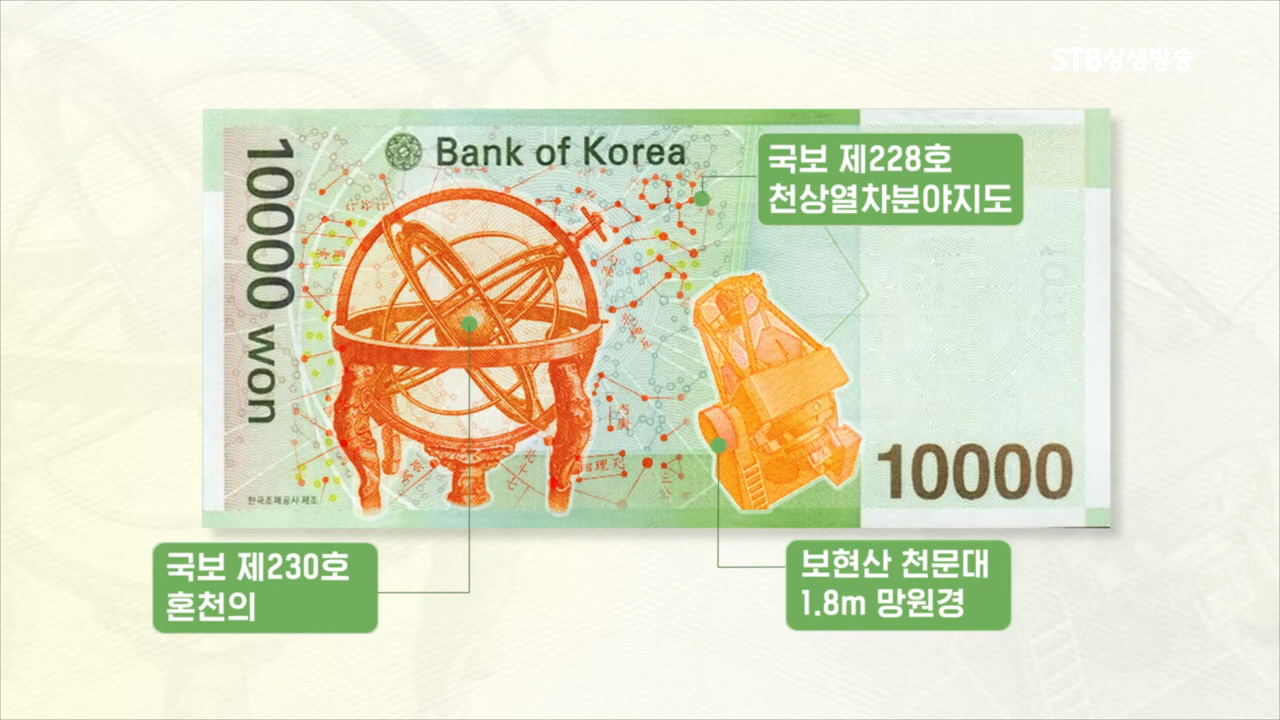 STB상생방송
Bank of Korea
10000 won
국보 제228호
천상열차분야지도
10000
한국조폐공사 제조
국보 제230호
혼천의
보현산 천문대
1.8m 망원경